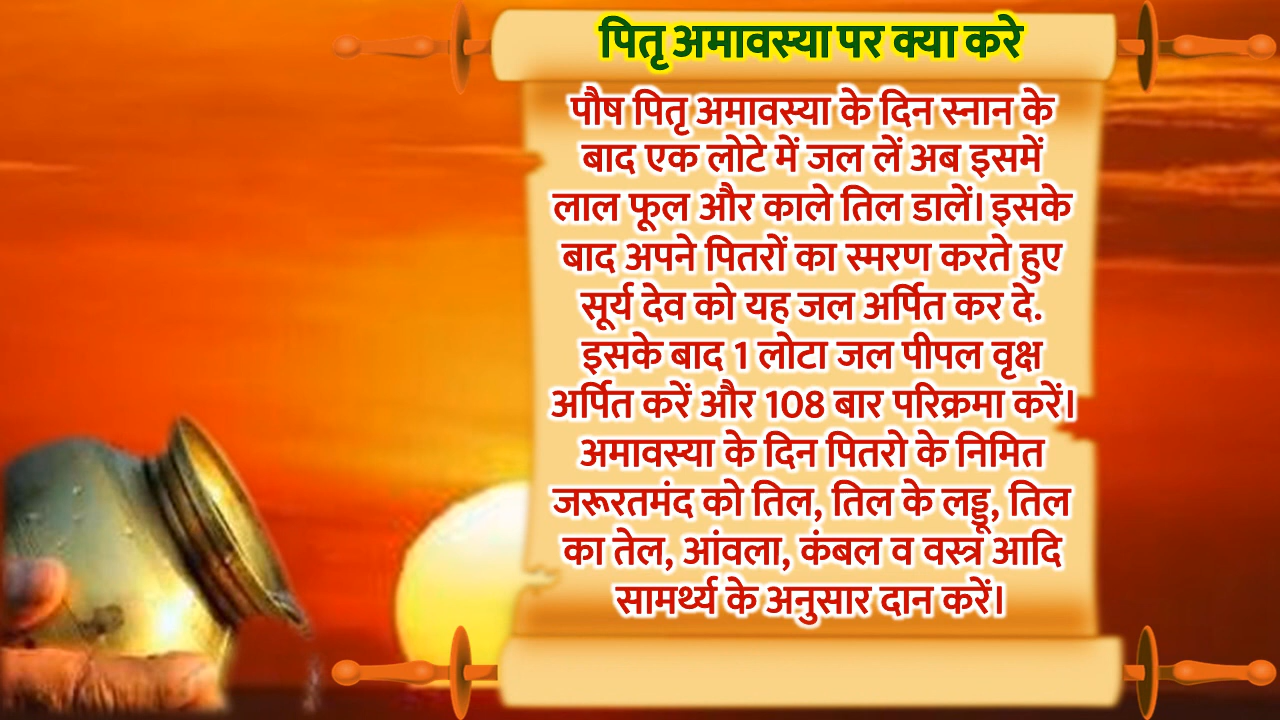 पितृ अमावस्या पर क्या करे
पौष पितृ अमावस्या के दिन स्नान के
बाद एक लोटे में जल लें अब इसमें
लाल फूल और काले तिल डालें। इसके
बाद अपने पितरों का स्मरण करते हुए
सूर्य देव को यह जल अर्पित कर दे.
इसके बाद 1 लोटा जल पीपल वृक्ष
अर्पित करें और 108 बार परिक्रमा करें।
अमावस्या के दिन पितरो के निमित
जरूरतमंद को तिल, तिल के लड्डू, तिल
का तेल, आंवला, कंबल व वस्त्र आदि
सामर्थ्य के अनुसार दान करें।